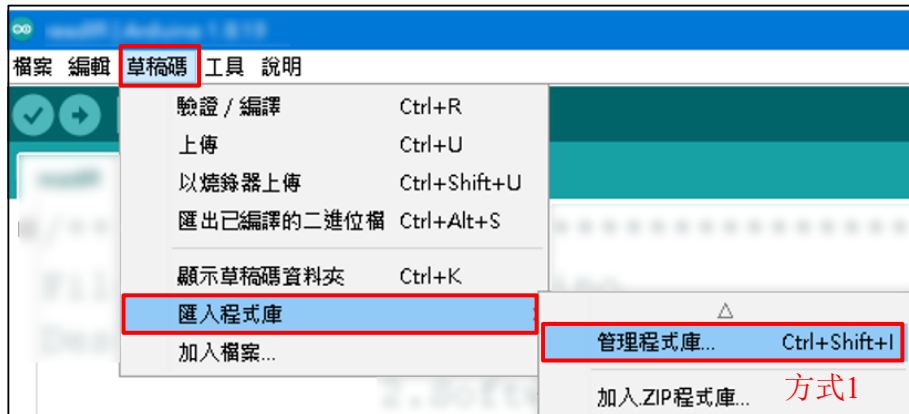 檔案 編輯 草稿碼 工具 說明
驗證 / 編譯 Ctrl+R
上傳 Ctrl+U
以燒錄器上傳 Ctrl+Shift+U
匯出已編譯的二進位檔 Ctrl+Alt+S
顯示草稿碼資料夾 Ctrl+K
匯入程式庫
加入檔案...
管理程式庫... Ctrl+Shift+I
加入.ZIP程式庫...
方式1